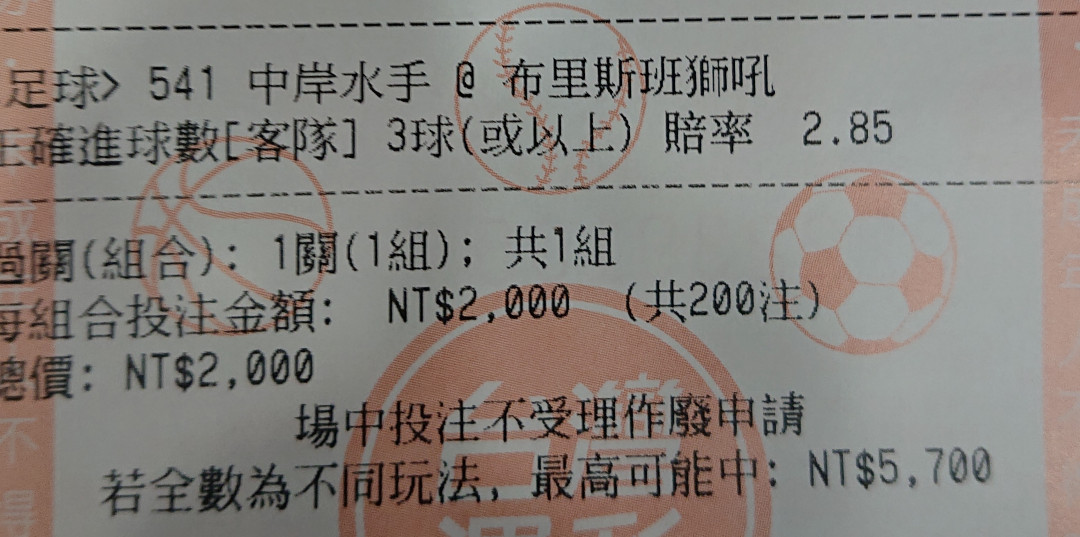 足球> 541 中岸水手 @ 布里斯班獅吼
正確進球數[客隊] 3球(或以上) 賠率 2.85
過關(組合): 1關(1組); 共1組
每組合投注金額: NT$2,000 (共200注)
總價: NT$2,000
場中投注不受理作廢申請
若全數為不同玩法, 最高可能中: NT$5,700
台灣
運彩